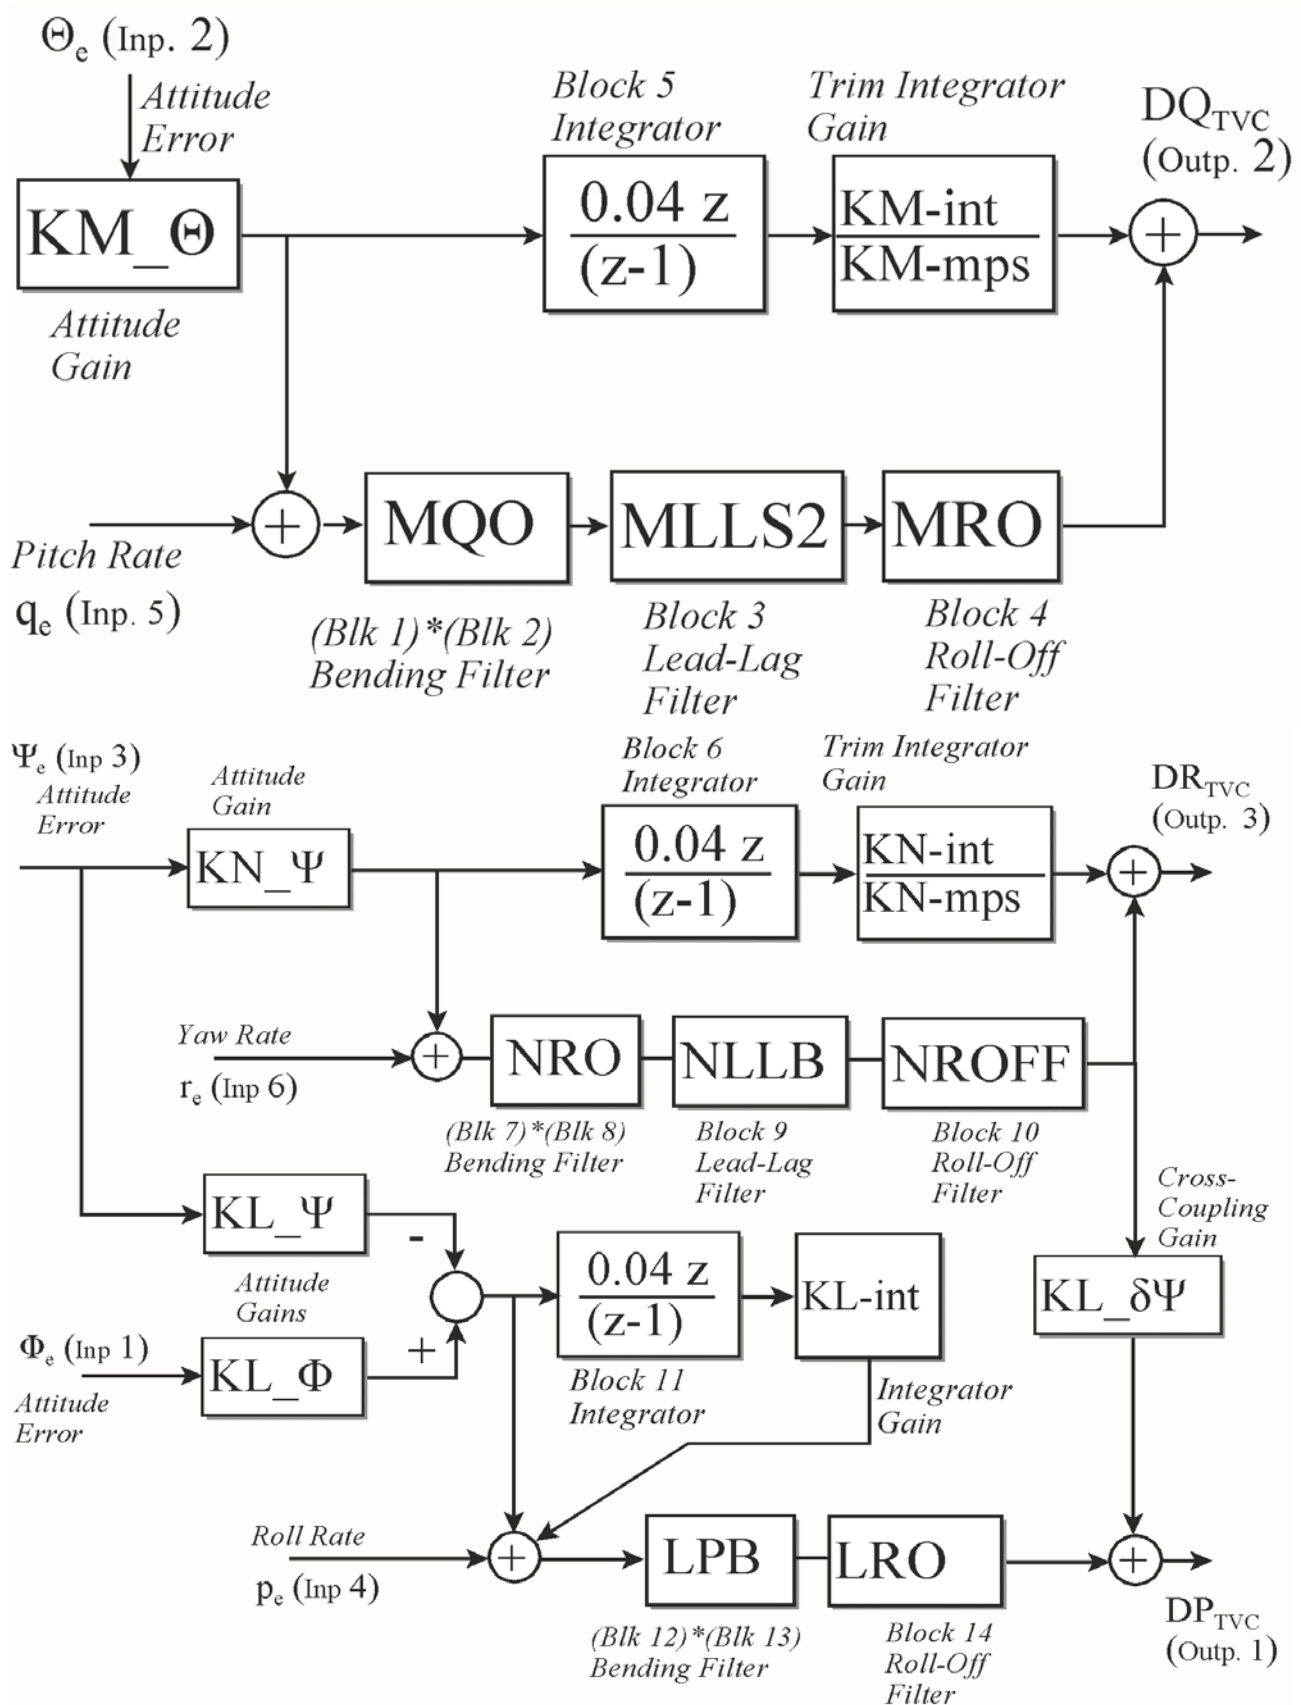 Θe (Inp. 2)
Attitude
Error
KM_Θ
Attitude
Gain
Block 5
Integrator
0.04 z
(z-1)
Trim Integrator
Gain
KM-int
KM-mps
DQTVC
(Outp. 2)
+
+
Pitch Rate
qe (Inp. 5)
MQO
(Blk 1)*(Blk 2)
Bending Filter
MLLS2
Block 3
Lead-Lag
Filter
MRO
Block 4
Roll-Off
Filter
Ψe (Inp 3)
Attitude
Error
Attitude
Gain
KN_Ψ
Block 6
Integrator
0.04 z
(z-1)
Trim Integrator
Gain
KN-int
KN-mps
DRTVC
(Outp. 3)
+
Yaw Rate
re (Inp 6)
+
NRO
(Blk 7)*(Blk 8)
Bending Filter
NLLB
Block 9
Lead-Lag
Filter
NROFF
Block 10
Roll-Off
Filter
KL_Ψ
-
Attitude
Gains
Φe (Inp 1)
Attitude
Error
KL_Φ
+
0.04 z
(z-1)
Block 11
Integrator
KL-int
Integrator
Gain
Cross-
Coupling
Gain
KL_δΨ
Roll Rate
pe (Inp 4)
+
LPB
(Blk 12)*(Blk 13)
Bending Filter
LRO
Block 14
Roll-Off
Filter
+
DPTVC
(Outp. 1)